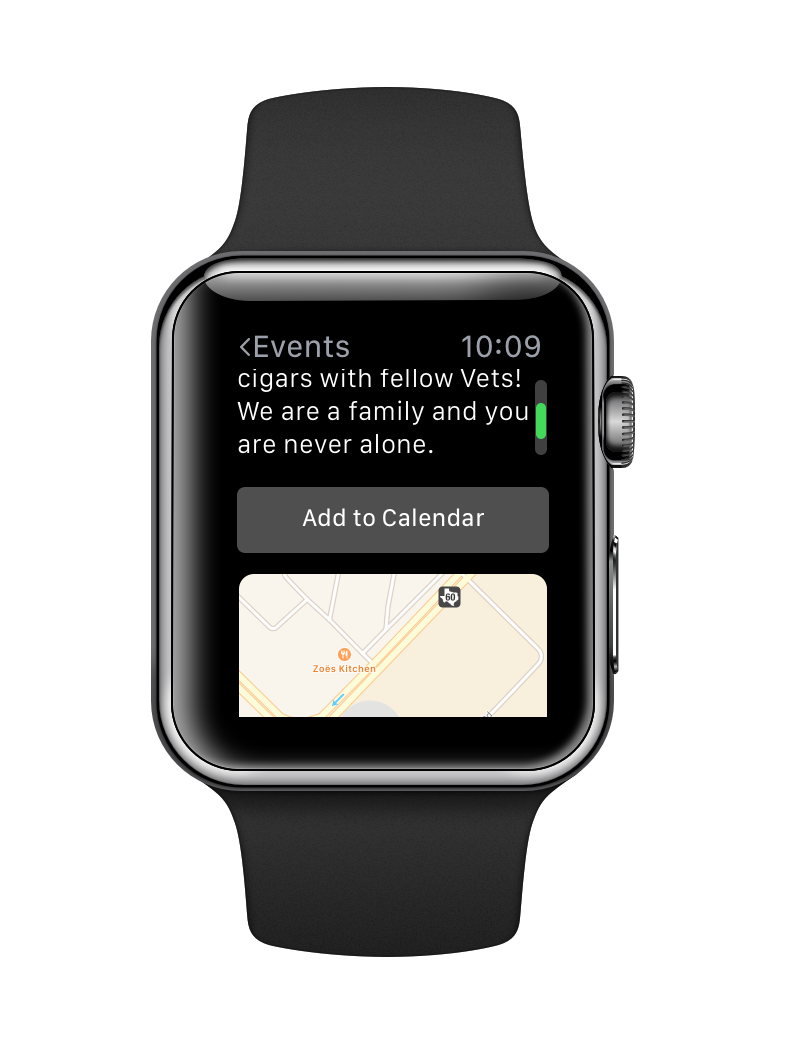 <Events 10:09
cigars with fellow Vets!
We are a family and you
are never alone.
Add to Calendar
60
Zoës Kitchen